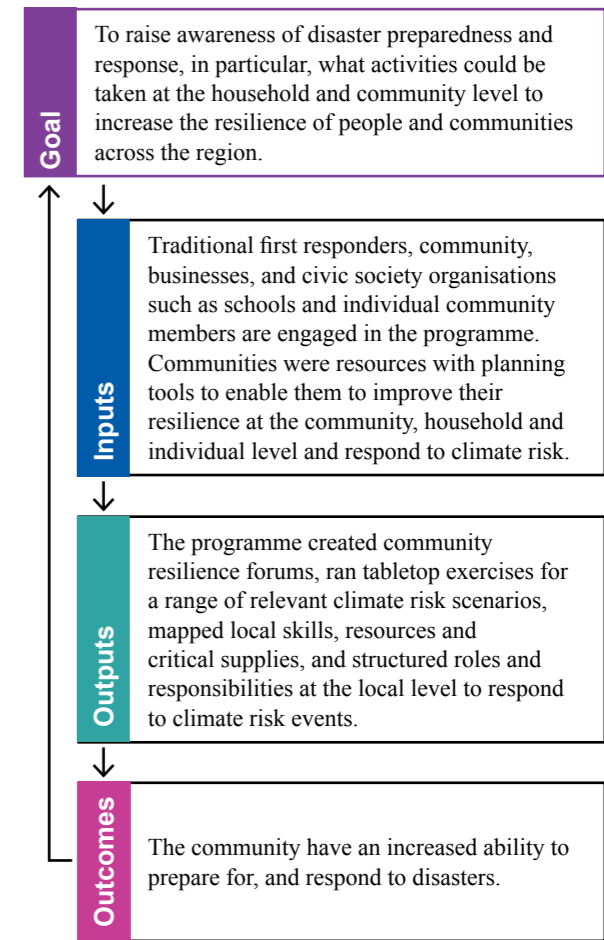 Goal
To raise awareness of disaster preparedness and
response, in particular, what activities could be
taken at the household and community level to
increase the resilience of people and communities
across the region.
Inputs
Traditional first responders, community,
businesses, and civic society organisations
such as schools and individual community
members are engaged in the programme.
Communities were resources with planning
tools to enable them to improve their
resilience at the community, household and
individual level and respond to climate risk.
Outputs
The programme created community
resilience forums, ran tabletop exercises for
a range of relevant climate risk scenarios,
mapped local skills, resources and
critical supplies, and structured roles and
responsibilities at the local level to respond
to climate risk events.
Outcomes
The community have an increased ability to
prepare for, and respond to disasters.